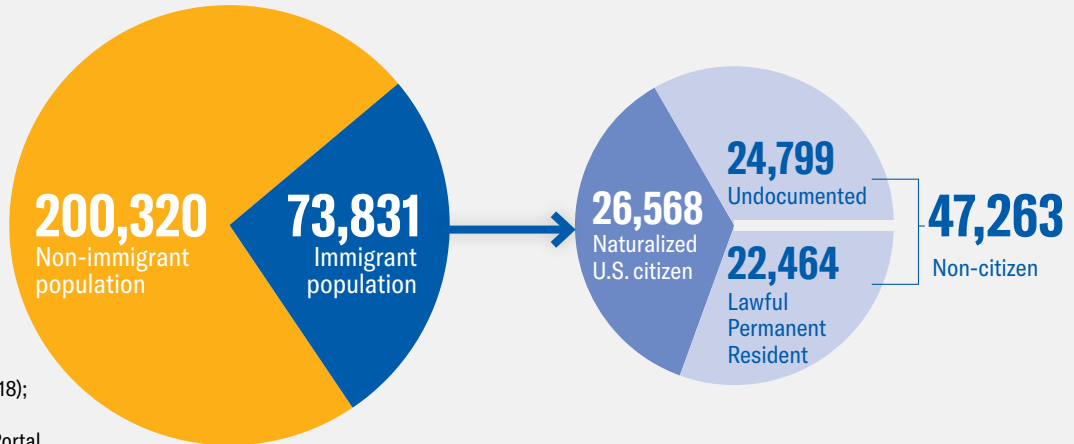 200,320
Non-immigrant
population
73,831
Immigrant
population
26,568
Naturalized
U.S. citizen
24,799
Undocumented
22,464
Lawful
Permanent
Resident
47,263
Non-citizen
18);
Portal